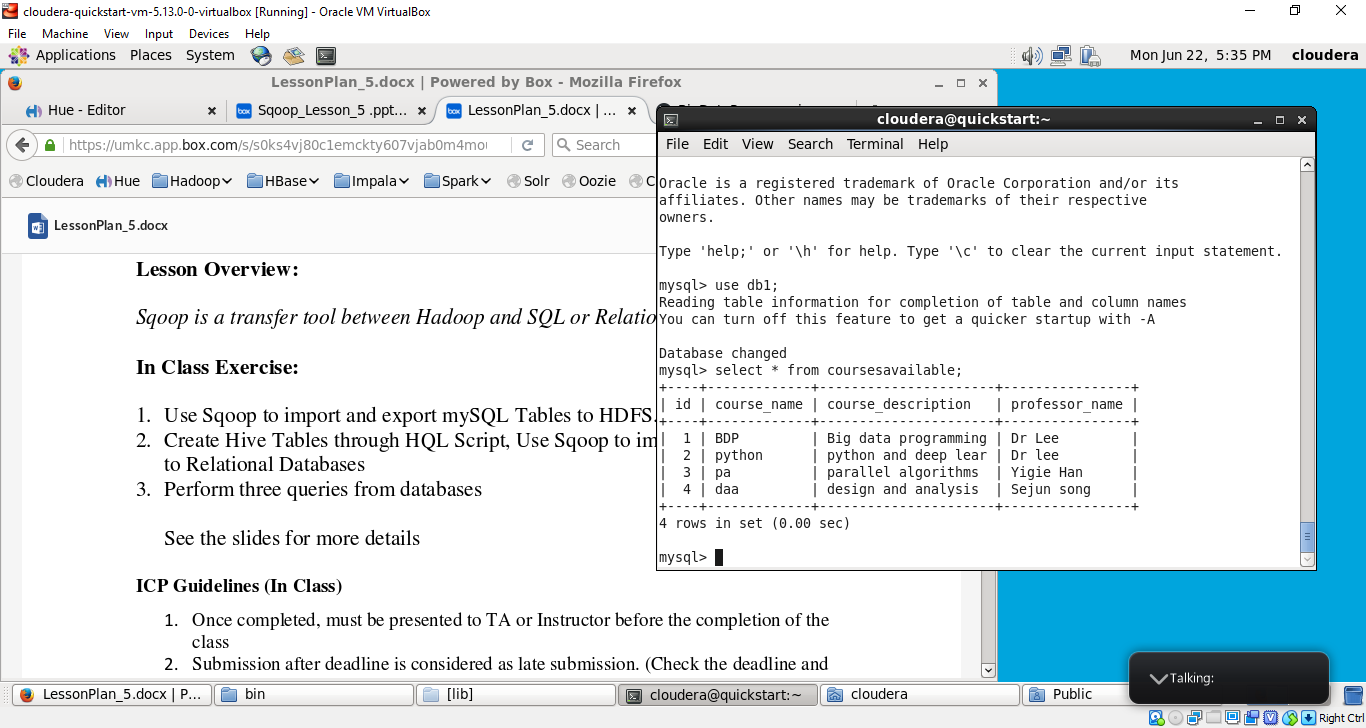 cloudera-quickstart-vm-5.13.0-0-virtualbox [Running] - Oracle VM VirtualBox
File Machine View Input Devices Help
Applications Places System Mon Jun 22, 5:35 PM cloudera
LessonPlan_5.docx | Powered by Box - Mozilla Firefox
Hue - Editor
Sqoop_Lesson_5 .ppt...
LessonPlan_5.docx | ...
https://umkc.app.box.com/s/s0ks4vj80c1emckty607vjab0m4mou
Search
Cloudera Hue Hadoop HBase Impala Spark Solr Oozie C
LessonPlan_5.docx
Lesson Overview:
Sqoop is a transfer tool between Hadoop and SQL or Relatio
In Class Exercise:
1. Use Sqoop to import and export mySQL Tables to HDFS.
2. Create Hive Tables through HQL Script, Use Sqoop to im
to Relational Databases
3. Perform three queries from databases
See the slides for more details
ICP Guidelines (In Class)
1. Once completed, must be presented to TA or Instructor before the completion of the
class
2. Submission after deadline is considered as late submission. (Check the deadline and
cloudera@quickstart:~
File Edit View Search Terminal Help
Oracle is a registered trademark of Oracle Corporation and/or its
affiliates. Other names may be trademarks of their respective
owners.
Type 'help;' or '\h' for help. Type '\c' to clear the current input statement.
mysql> use db1;
Reading table information for completion of table and column names
You can turn off this feature to get a quicker startup with -A
Database changed
mysql> select * from coursesavailable;
+----+-------------+----------------------+----------------+
| id | course_name | course_description | professor_name |
+----+-------------+----------------------+----------------+
| 1 | BDP | Big data programming | Dr Lee |
| 2 | python | python and deep lear | Dr lee |
| 3 | pa | parallel algorithms | Yigie Han |
| 4 | daa | design and analysis | Sejun song |
+----+-------------+----------------------+----------------+
4 rows in set (0.00 sec)
mysql>
Talking:
LessonPlan_5.docx | P... bin [lib] cloudera@quickstart:~ cloudera Public
Right Ctrl